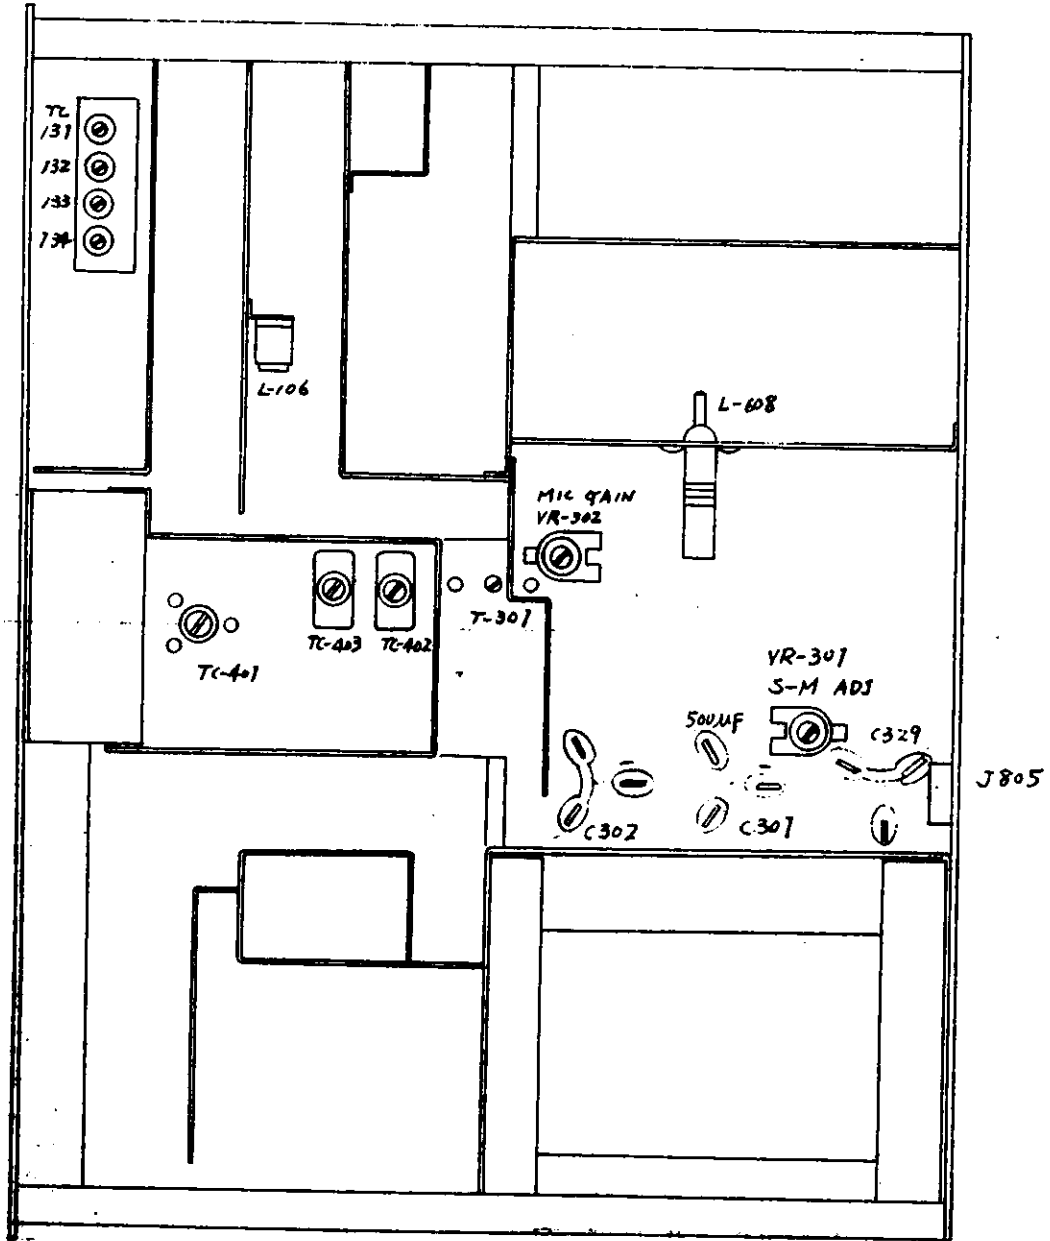 TC
131
132
133
134
L-106
L-608
MIC GAIN
VR-302
T-301
TC-403
TC-402
TC-401
VR-301
S-M ADJ
500μF
C329
J805
C302
C301